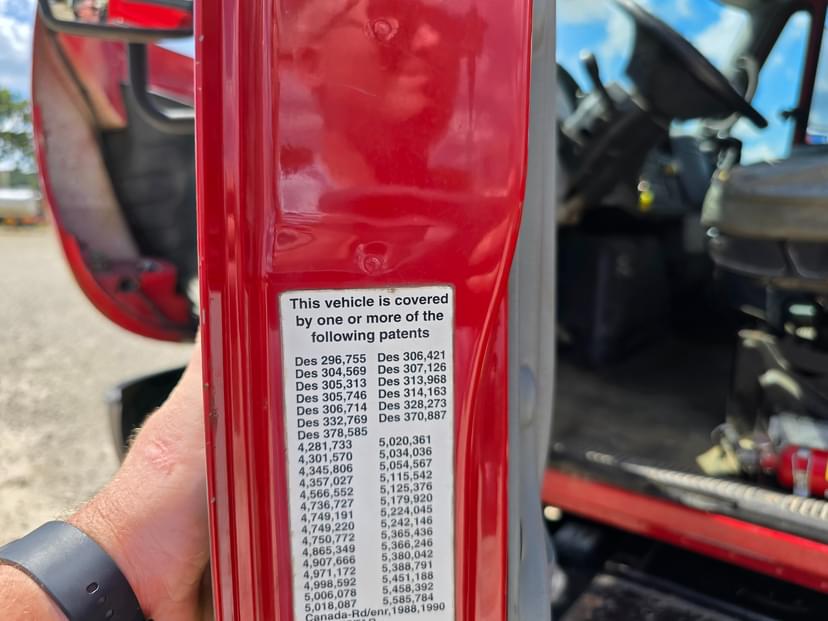 This vehicle is covered
by one or more of the
following patents
Des 296,755 Des 306,421
Des 304,569 Des 307,126
Des 305,313 Des 313,968
Des 305,746 Des 314,163
Des 306,714 Des 328,273
Des 332,769 Des 370,887
Des 378,585
4,281,733 5,020,361
4,301,570 5,034,036
4,345,806 5,054,567
4,357,027 5,115,542
4,566,552 5,125,376
4,736,727 5,179,920
4,749,191 5,224,045
4,749,220 5,242,146
4,750,772 5,365,436
4,865,349 5,366,246
4,907,666 5,380,042
4,971,172 5,388,791
4,998,592 5,451,188
5,006,078 5,458,392
5,018,087 5,585,784
Canada-Rd/enr,1988,1990